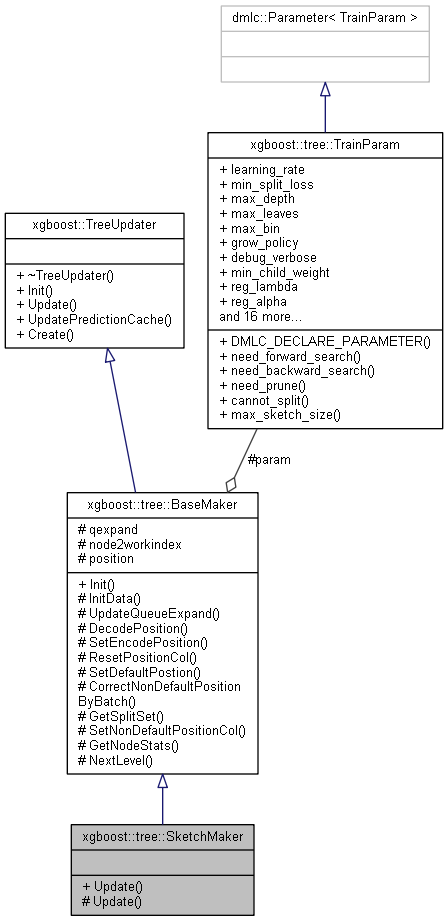 dmlc::Parameter< TrainParam >
xgboost::tree::TrainParam
+ learning_rate
+ min_split_loss
+ max_depth
+ max_leaves
+ max_bin
+ grow_policy
+ debug_verbose
+ min_child_weight
+ reg_lambda
+ reg_alpha
and 16 more...
+ DMLC_DECLARE_PARAMETER()
+ need_forward_search()
+ need_backward_search()
+ need_prune()
+ cannot_split()
+ max_sketch_size()
xgboost::TreeUpdater
+ ~TreeUpdater()
+ Init()
+ Update()
+ UpdatePredictionCache()
+ Create()
#param
xgboost::tree::BaseMaker
# qexpand
# node2workindex
# position
+ Init()
# InitData()
# UpdateQueueExpand()
# DecodePosition()
# SetEncodePosition()
# ResetPositionCol()
# SetDefaultPostion()
# CorrectNonDefaultPosition
ByBatch()
# GetSplitSet()
# SetNonDefaultPositionCol()
# GetNodeStats()
# NextLevel()
xgboost::tree::SketchMaker
+ Update()
# Update()